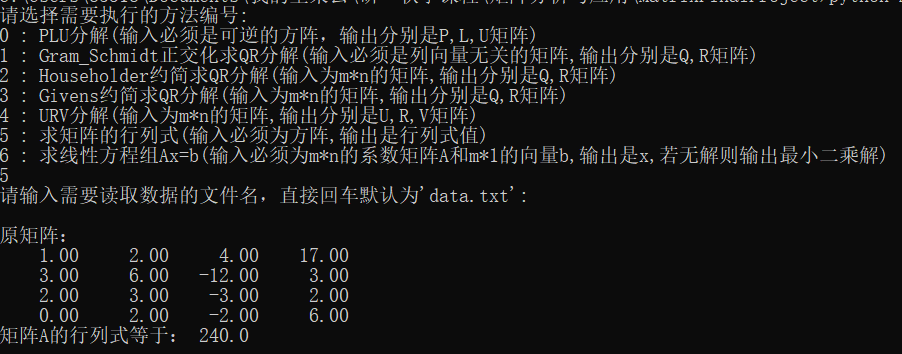 请选择需要执行的方法编号:
0 : PLU分解(输入必须是可逆的方阵，输出分别是P,L,U矩阵)
1 : Gram_Schmidt正交化求QR分解(输入必须是列向量无关的矩阵,输出分别是Q,R矩阵)
2 : Householder约简求QR分解(输入为m*n的矩阵,输出分别是Q,R矩阵)
3 : Givens约简求QR分解(输入为m*n的矩阵,输出分别是Q,R矩阵)
4 : URV分解(输入为m*n的矩阵,输出分别是U,R,V矩阵)
5 : 求矩阵的行列式(输入必须为方阵,输出是行列式值)
6 : 求线性方程组Ax=b(输入必须为m*n的系数矩阵A和m*1的向量b,输出是x,若无解则输出最小二乘解)
5
请输入需要读取数据的文件名，直接回车默认为'data.txt':
原矩阵：
1.00 2.00 4.00 17.00
3.00 6.00 -12.00 3.00
2.00 3.00 -3.00 2.00
0.00 2.00 -2.00 6.00
矩阵A的行列式等于： 240.0